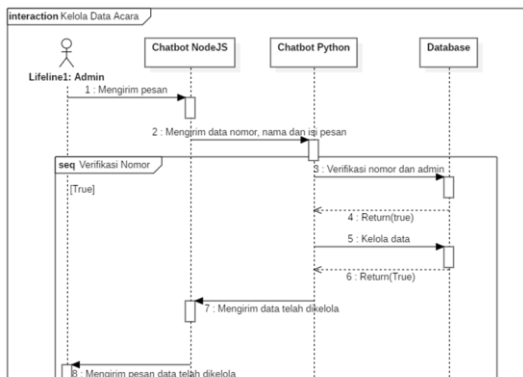 interaction Kelola Data Acara
Chatbot NodeJS
Chatbot Python
Database
Lifeline1: Admin
1 : Mengirim pesan
2 : Mengirim data nomor, nama dan isi pesan
seq Verifikasi Nomor
3 : Verifikasi nomor dan admin
[True]
4 : Return(true)
5 : Kelola data
6 : Return(True)
7 : Mengirim data telah dikelola
8 : Mengirim pesan data telah dikelola